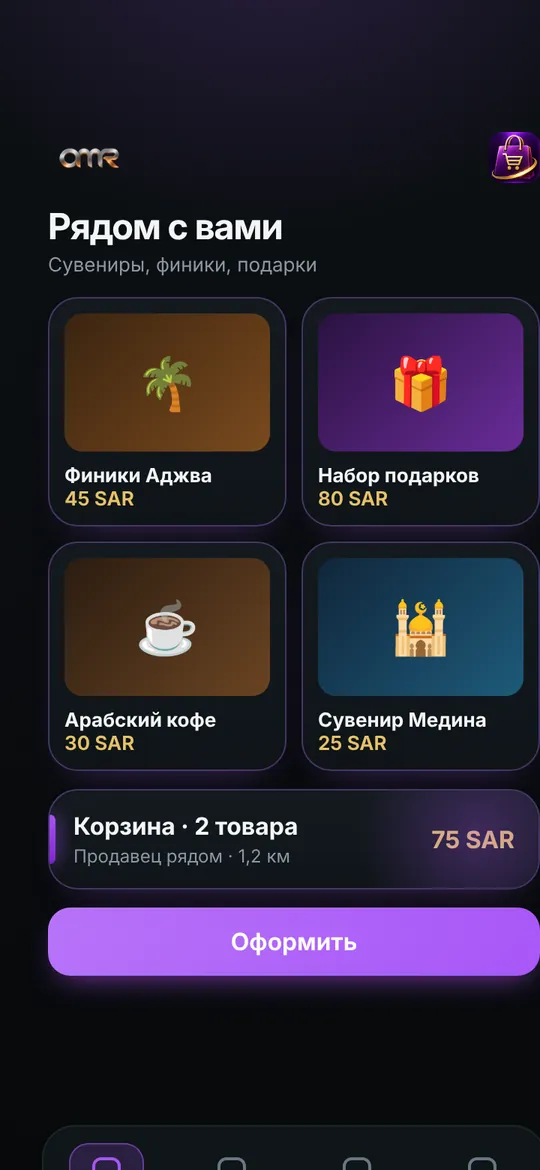 OMR
Рядом с вами
Сувениры, финики, подарки
Финики Аджва
45 SAR
Набор подарков
80 SAR
Арабский кофе
30 SAR
Сувенир Медина
25 SAR
Корзина · 2 товара
Продавец рядом · 1,2 км
75 SAR
Оформить